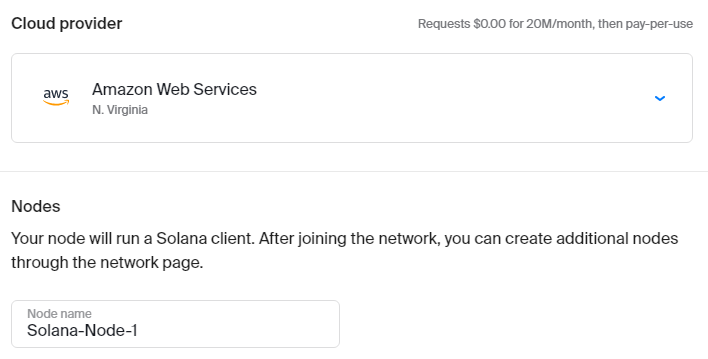 Cloud provider
Requests $0.00 for 20M/month, then pay-per-use
aws
Amazon Web Services
N. Virginia
Nodes
Your node will run a Solana client. After joining the network, you can create additional nodes
through the network page.
Node name
Solana-Node-1